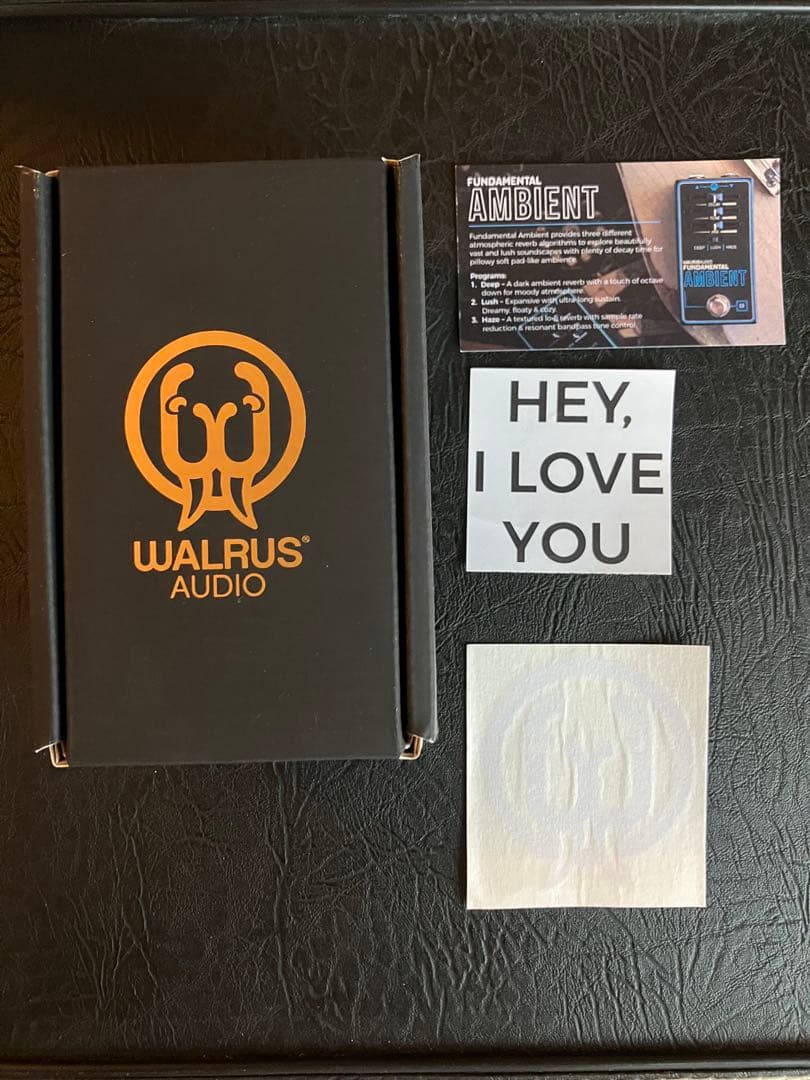 WALRUS®
AUDIO
FUNDAMENTAL
AMBIENT
Fundamental Ambient provides three different
atmospheric reverb algorithms to explore beautifully
vast and lush soundscapes with plenty of decay time for
pillowy soft pad-like ambience.
Programs:
1. Deep - A dark ambient reverb with a touch of octave
down for moody atmosphere.
2. Lush - Expansive with ultra-long sustain.
Dreamy, floaty & cozy.
3. Haze - A textured lo-fi reverb with sample rate
reduction & resonant bandpass tone control.
DEEP LUSH HAZE
FUNDAMENTAL
AMBIENT
HEY,
I LOVE
YOU